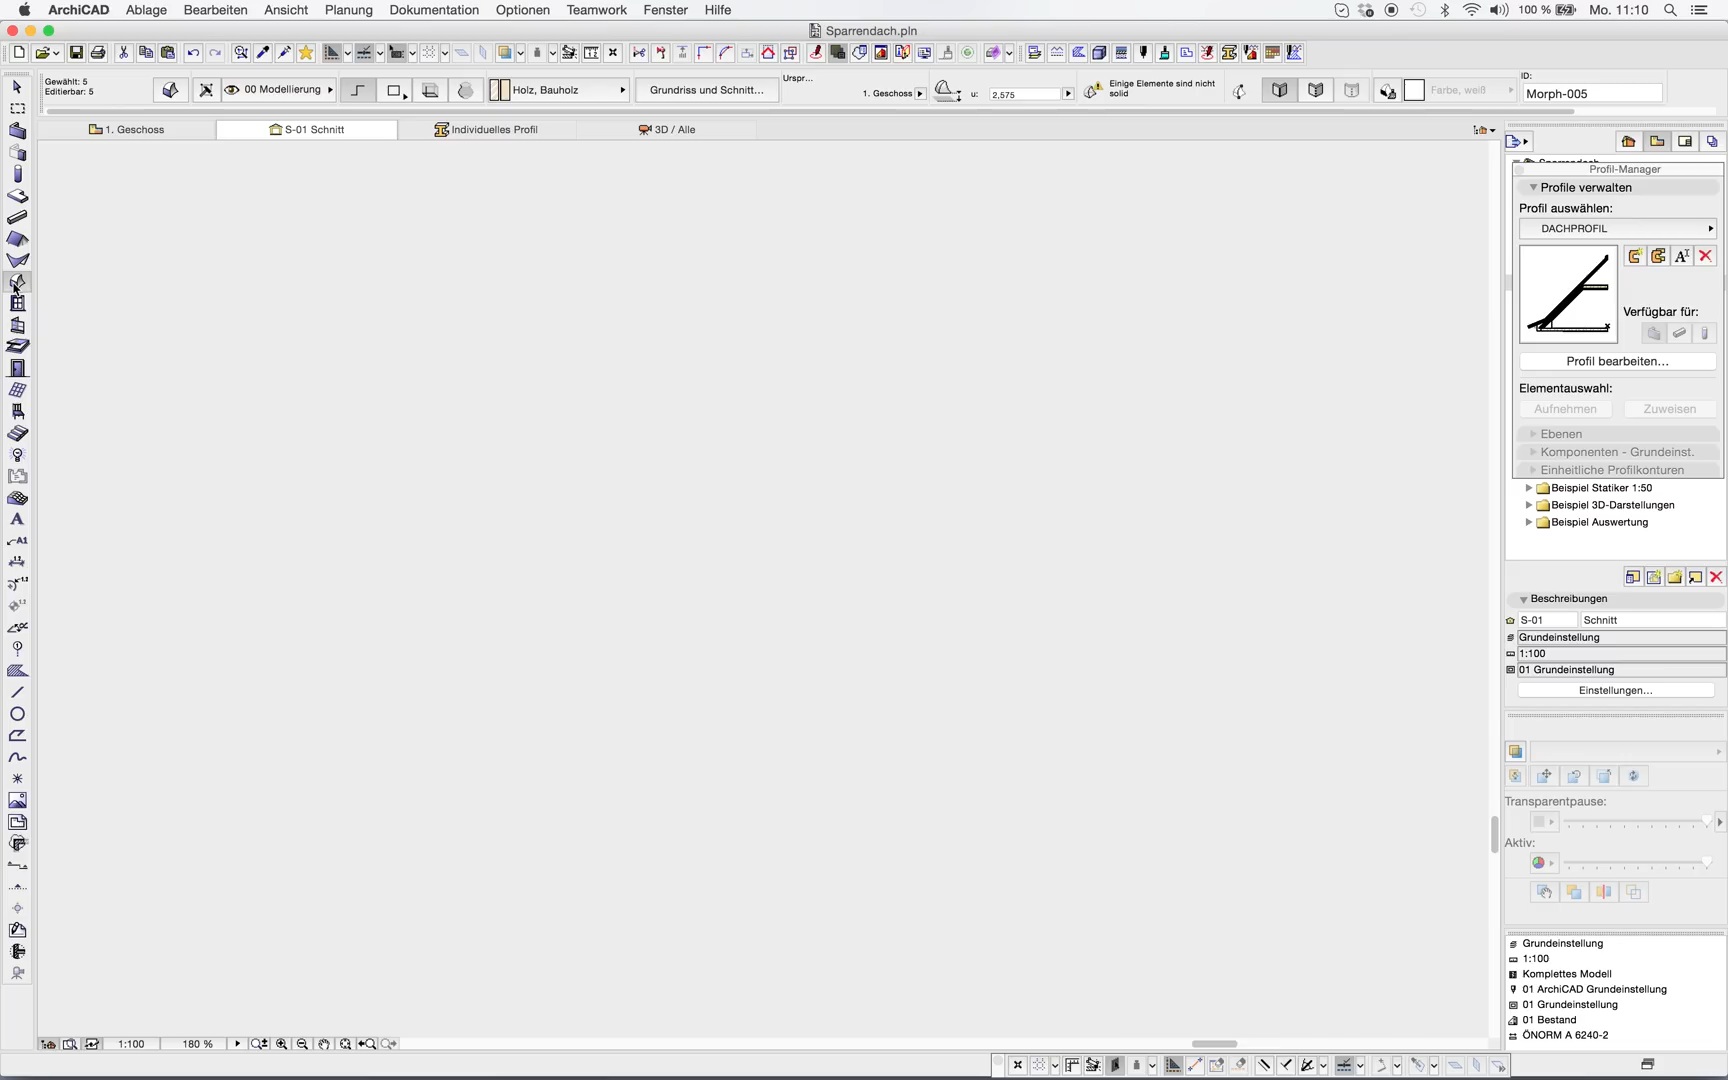 ArchiCAD Ablage Bearbeiten Ansicht Planung Dokumentation Optionen Teamwork Fenster Hilfe 100 % Mo. 11:10
Sparrendach.pln
Gewählt: 5
Editierbar: 5
00 Modellierung
Holz, Bauholz
Grundriss und Schnitt...
Urspr...
1. Geschoss
u: 2,575
Einige Elemente sind nicht
solid
Farbe, weiß
ID:
Morph-005
1. Geschoss S-01 Schnitt Individuelles Profil 3D / Alle
Profil-Manager
Profile verwalten
Profil auswählen:
DACHPROFIL
Verfügbar für:
Profil bearbeiten...
Elementauswahl:
Aufnehmen Zuweisen
Ebenen
Komponenten - Grundeinst.
Einheitliche Profilkonturen
Beispiel Statiker 1:50
Beispiel 3D-Darstellungen
Beispiel Auswertung
Beschreibungen
S-01 Schnitt
Grundeinstellung
1:100
01 Grundeinstellung
Einstellungen...
Transparentpause:
Aktiv:
Grundeinstellung
1:100
Komplettes Modell
01 ArchiCAD Grundeinstellung
01 Grundeinstellung
01 Bestand
ÖNORM A 6240-2
1:100 180 %